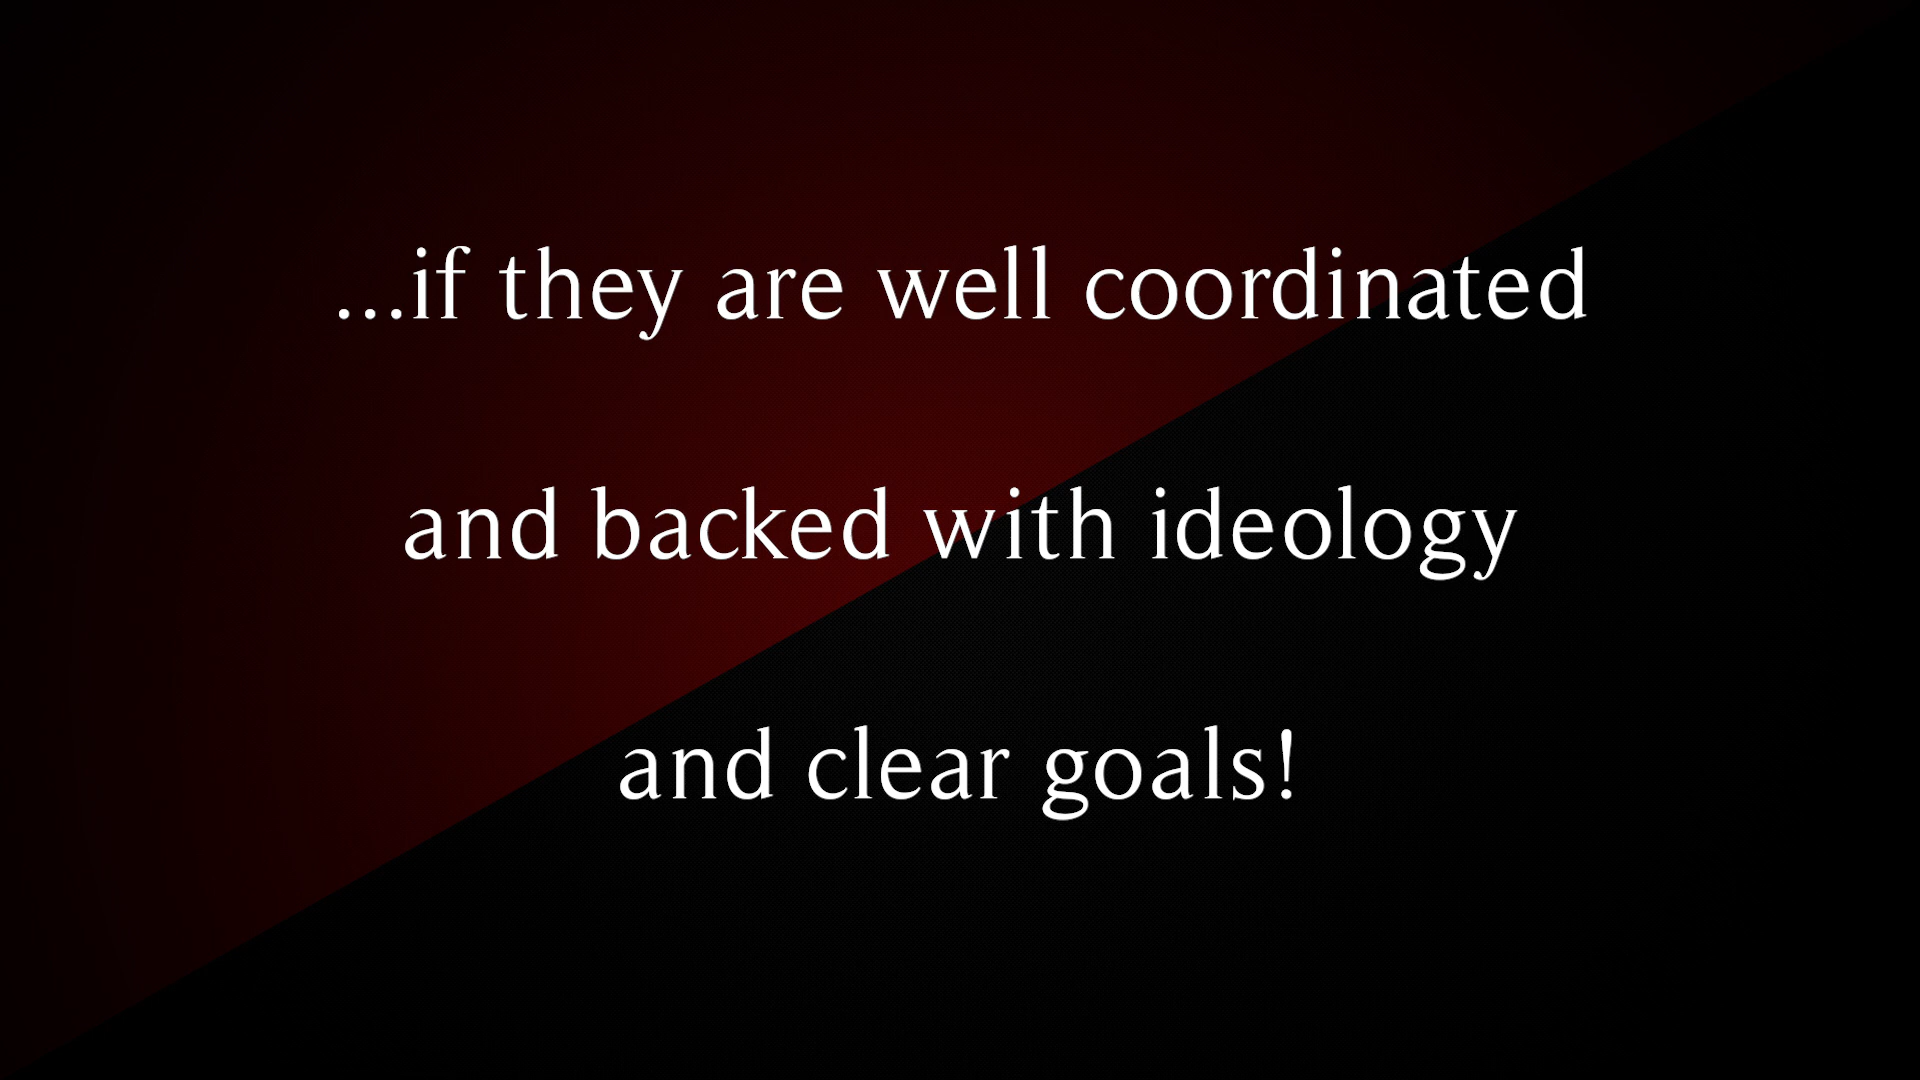 ...if they are well coordinated
and backed with ideology
and clear goals!